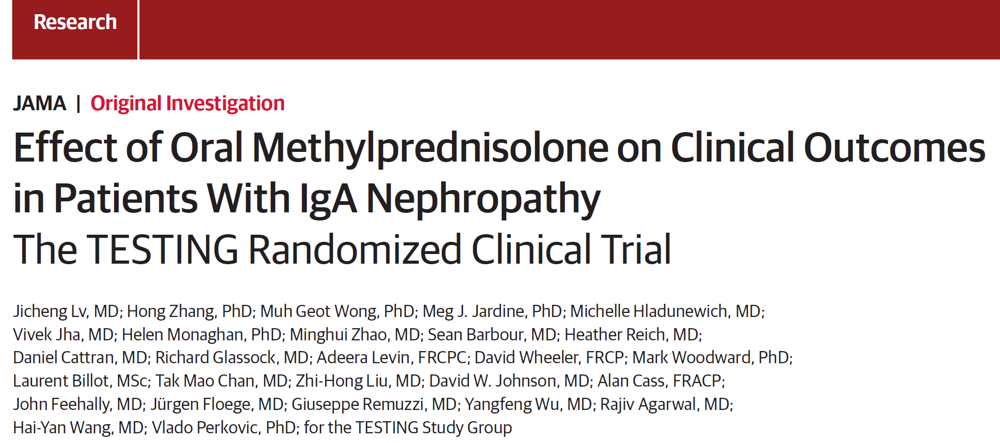 Research
JAMA | Original Investigation
Effect of Oral Methylprednisolone on Clinical Outcomes
in Patients With IgA Nephropathy
The TESTING Randomized Clinical Trial
Jicheng Lv, MD; Hong Zhang, PhD; Muh Geot Wong, PhD; Meg J. Jardine, PhD; Michelle Hladunewich, MD;
Vivek Jha, MD; Helen Monaghan, PhD; Minghui Zhao, MD; Sean Barbour, MD; Heather Reich, MD;
Daniel Cattran, MD; Richard Glassock, MD; Adeera Levin, FRCPC; David Wheeler, FRCP; Mark Woodward, PhD;
Laurent Billot, MSc; Tak Mao Chan, MD; Zhi-Hong Liu, MD; David W. Johnson, MD; Alan Cass, FRACP;
John Feehally, MD; Jürgen Floege, MD; Giuseppe Remuzzi, MD; Yangfeng Wu, MD; Rajiv Agarwal, MD;
Hai-Yan Wang, MD; Vlado Perkovic, PhD; for the TESTING Study Group